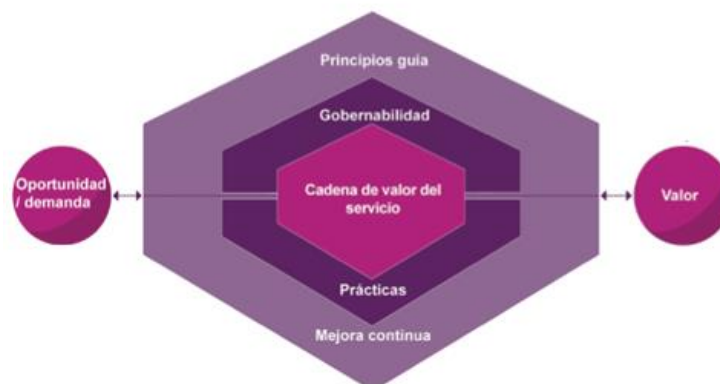 Principios guía
Gobernabilidad
Oportunidad
/ demanda
Cadena de valor del
servicio
Valor
Prácticas
Mejora continua